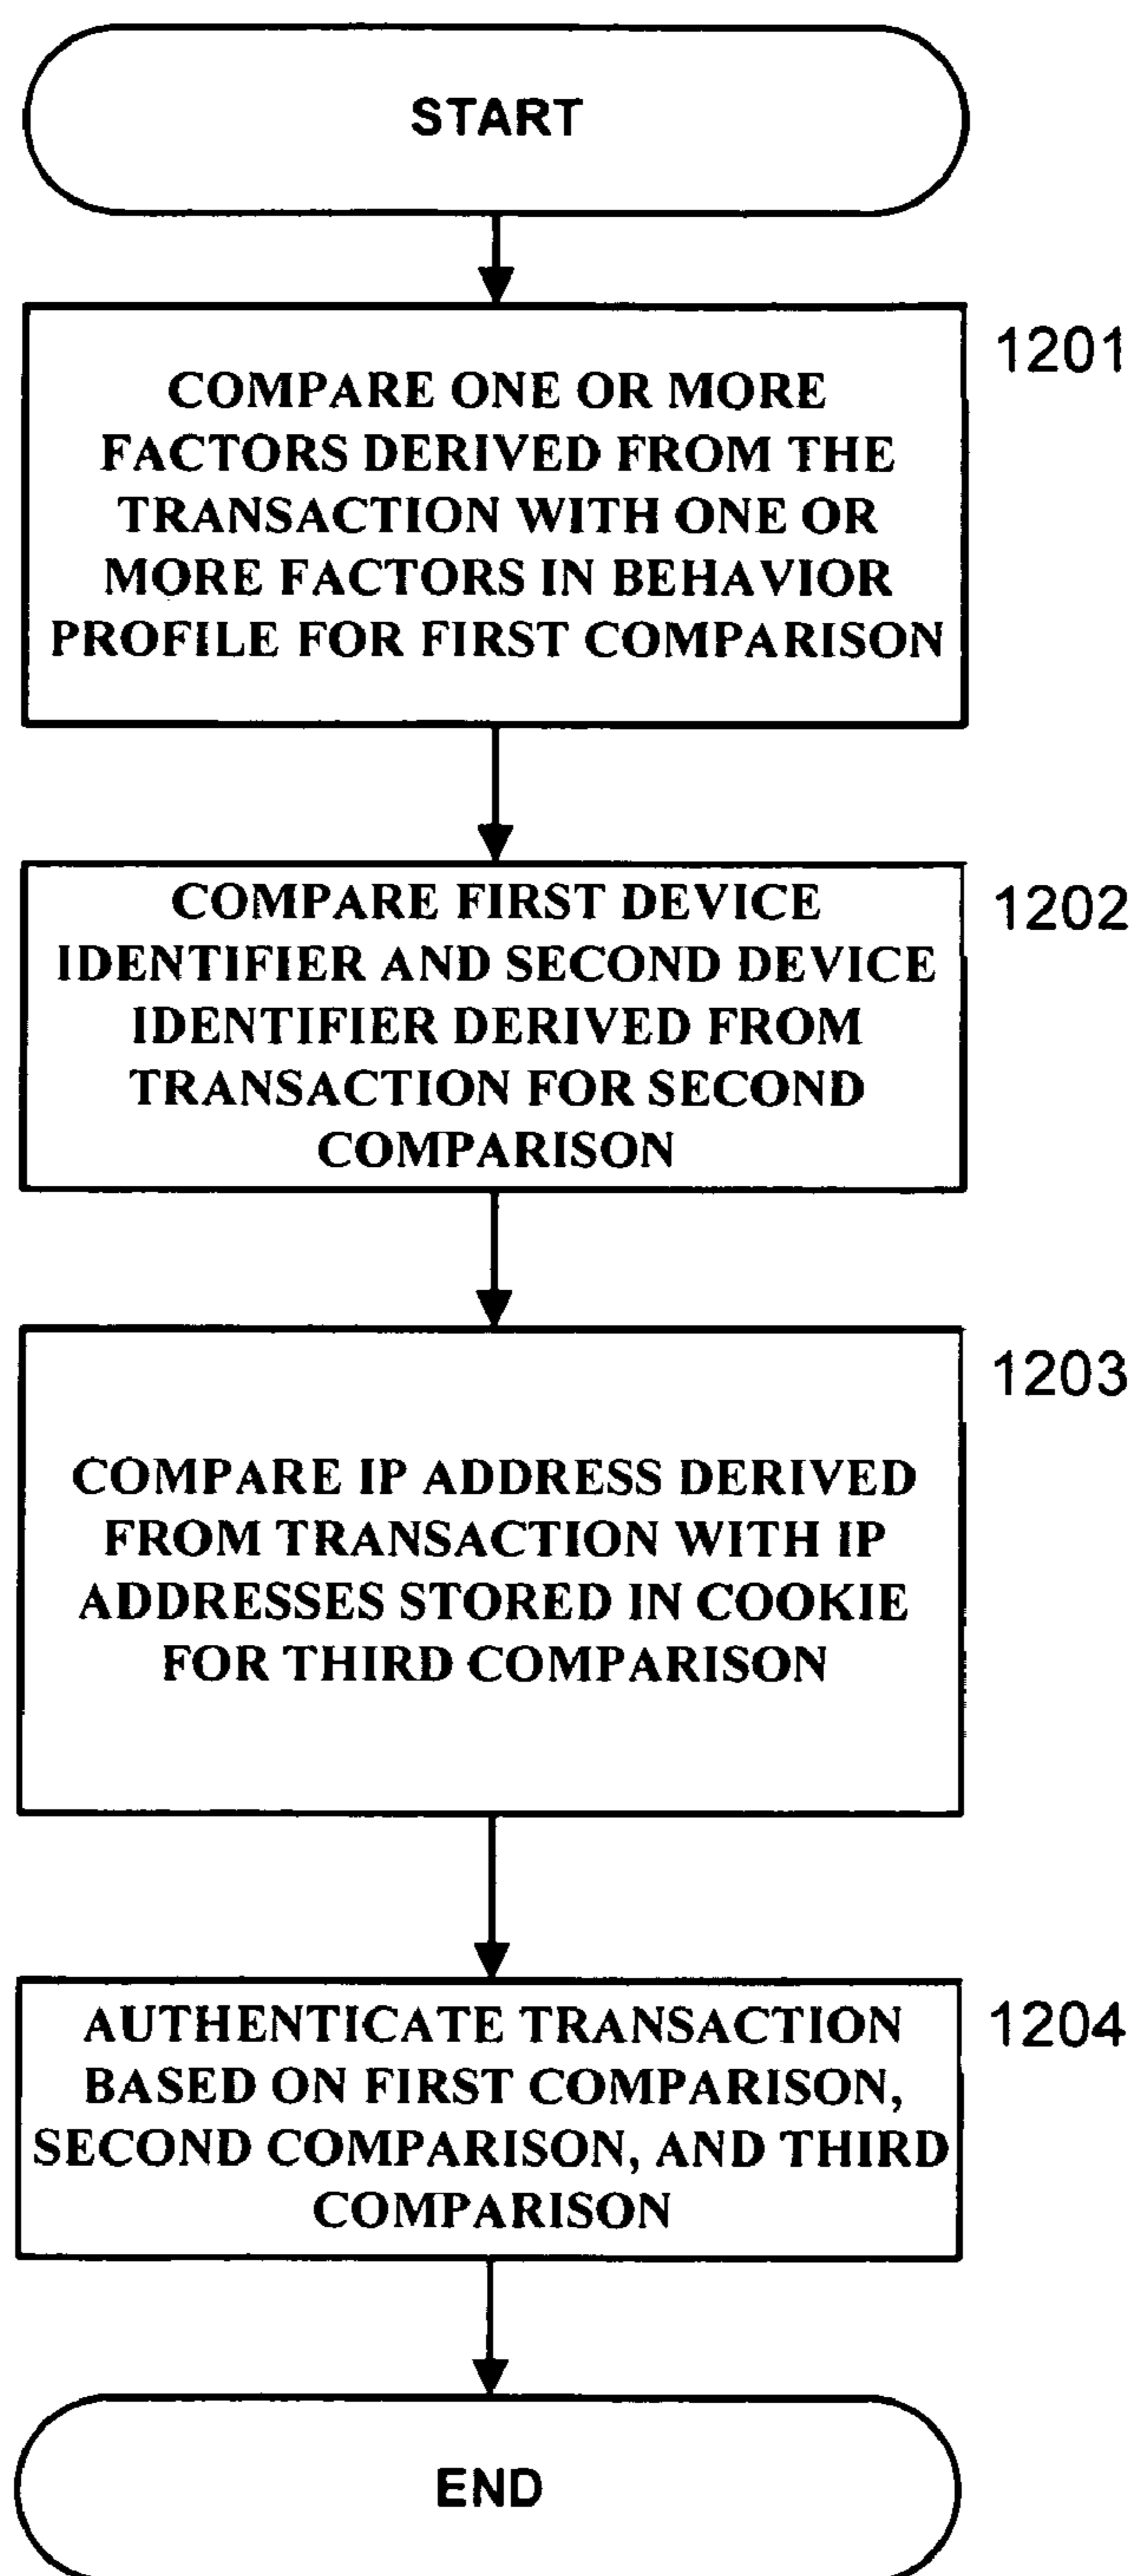 START
1201
COMPARE ONE OR MORE
FACTORS DERIVED FROM THE
TRANSACTION WITH ONE OR
MORE FACTORS IN BEHAVIOR
PROFILE FOR FIRST COMPARISON
1202
COMPARE FIRST DEVICE
IDENTIFIER AND SECOND DEVICE
IDENTIFIER DERIVED FROM
TRANSACTION FOR SECOND
COMPARISON
1203
COMPARE IP ADDRESS DERIVED
FROM TRANSACTION WITH IP
ADDRESSES STORED IN COOKIE
FOR THIRD COMPARISON
1204
AUTHENTICATE TRANSACTION
BASED ON FIRST COMPARISON,
SECOND COMPARISON, AND THIRD
COMPARISON
END